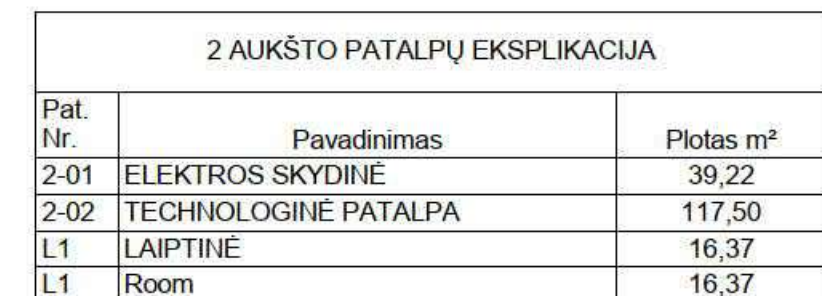 2 AUKŠTO PATALPŲ EKSPLIKACIJA
Pat.
Nr. Pavadinimas Plotas m²
2-01 ELEKTROS SKYDINĖ 39,22
2-02 TECHNOLOGINĖ PATALPA 117,50
L1 LAIPTINĖ 16,37
L1 Room 16,37